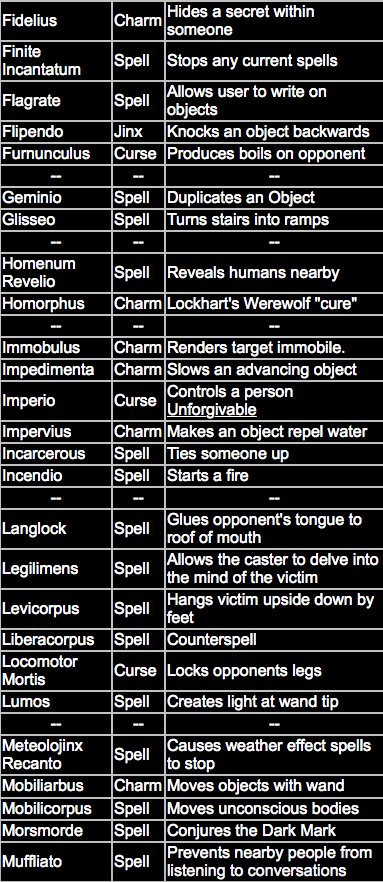 Fidelius Charm Hides a secret within
someone
Finite
Incantatum Spell Stops any current spells
Flagrate Spell Allows user to write on
objects
Flipendo Jinx Knocks an object backwards
Furnunculus Curse Produces boils on opponent
-- -- --
Geminio Spell Duplicates an Object
Glisseo Spell Turns stairs into ramps
-- -- --
Homenum
Revelio Spell Reveals humans nearby
Homorphus Charm Lockhart's Werewolf "cure"
-- -- --
Immobulus Charm Renders target immobile.
Impedimenta Charm Slows an advancing object
Imperio Curse Controls a person
Unforgivable
Impervius Charm Makes an object repel water
Incarcerous Spell Ties someone up
Incendio Spell Starts a fire
-- -- --
Langlock Spell Glues opponent's tongue to
roof of mouth
Legilimens Spell Allows the caster to delve into
the mind of the victim
Levicorpus Spell Hangs victim upside down by
feet
Liberacorpus Spell Counterspell
Locomotor
Mortis Curse Locks opponents legs
Lumos Spell Creates light at wand tip
-- -- --
Meteolojinx
Recanto Spell Causes weather effect spells
to stop
Mobiliarbus Charm Moves objects with wand
Mobilicorpus Spell Moves unconscious bodies
Morsmorde Spell Conjures the Dark Mark
Muffliato Spell Prevents nearby people from
listening to conversations